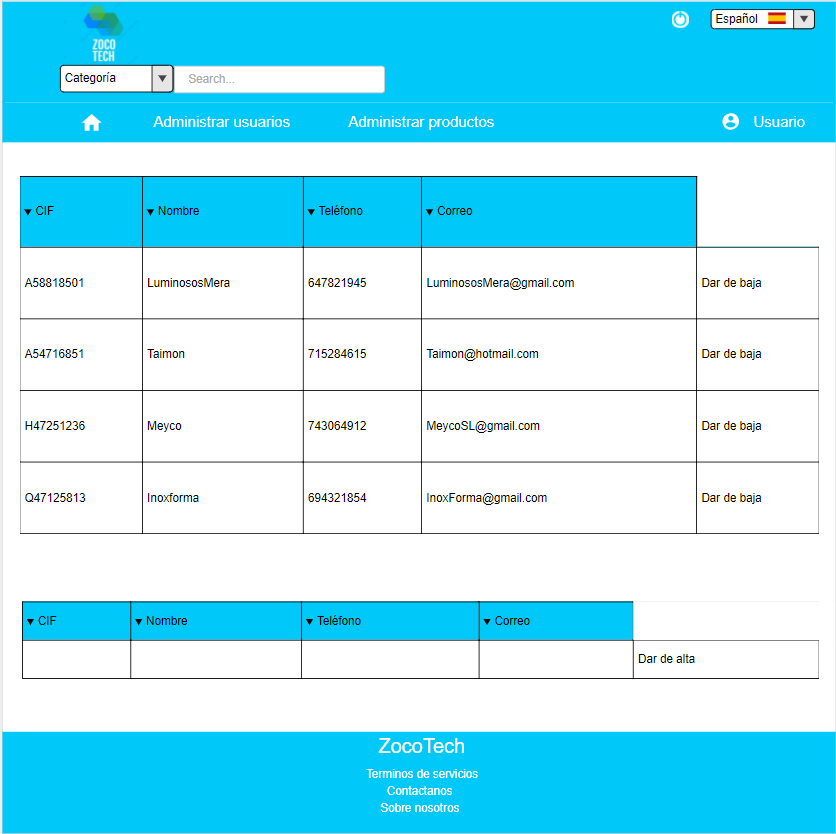 ZOCO
TECH
Español
Categoría
Search...
Administrar usuarios
Administrar productos
Usuario
CIF Nombre Teléfono Correo
A58818501 LuminososMera 647821945 LuminososMera@gmail.com Dar de baja
A54716851 Taimon 715284615 Taimon@hotmail.com Dar de baja
H47251236 Meyco 743064912 MeycoSL@gmail.com Dar de baja
Q47125813 Inoxforma 694321854 InoxForma@gmail.com Dar de baja
CIF Nombre Teléfono Correo
Dar de alta
ZocoTech
Terminos de servicios
Contactanos
Sobre nosotros